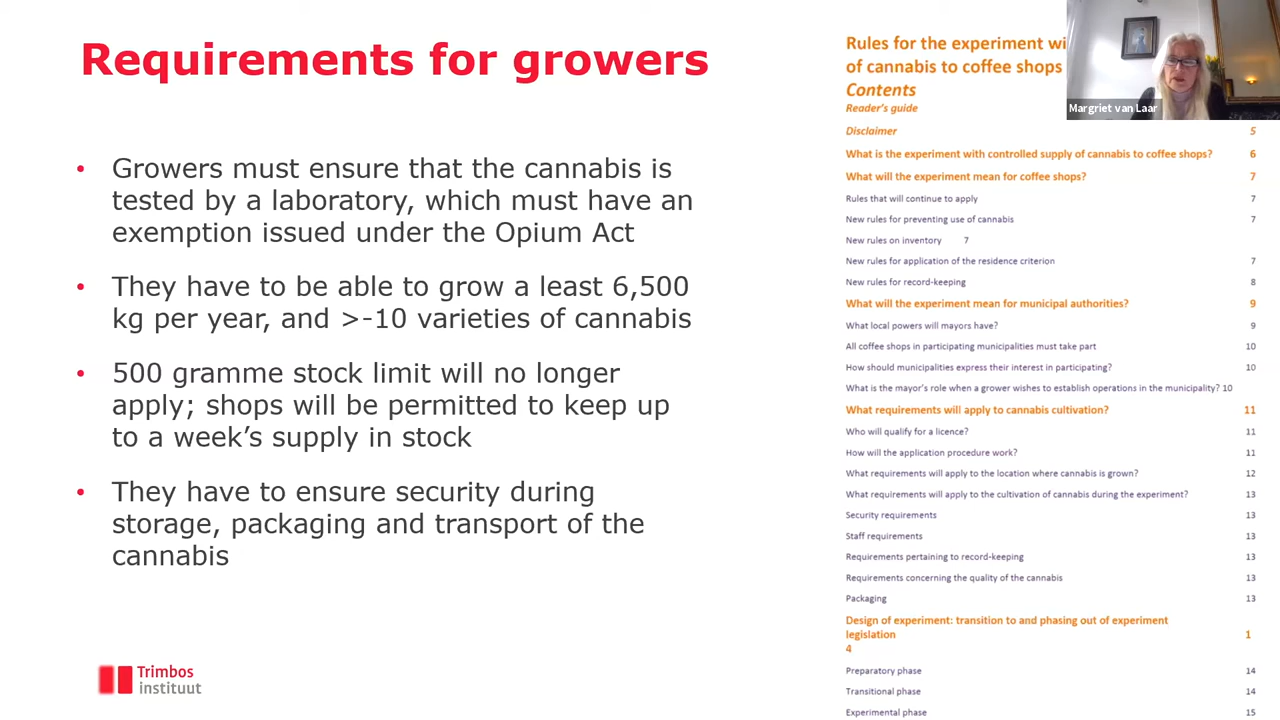 Requirements for growers
• Growers must ensure that the cannabis is
tested by a laboratory, which must have an
exemption issued under the Opium Act
• They have to be able to grow a least 6,500
kg per year, and >-10 varieties of cannabis
• 500 gramme stock limit will no longer
apply; shops will be permitted to keep up
to a week’s supply in stock
• They have to ensure security during
storage, packaging and transport of the
cannabis
Trimbos
instituut
Rules for the experiment wi
of cannabis to coffee shops
Contents
Reader's guide
Disclaimer 5
What is the experiment with controlled supply of cannabis to coffee shops? 6
What will the experiment mean for coffee shops? 7
Rules that will continue to apply 7
New rules for preventing use of cannabis 7
New rules on inventory 7
New rules for application of the residence criterion 7
New rules for record-keeping 8
What will the experiment mean for municipal authorities? 9
What local powers will mayors have? 9
All coffee shops in participating municipalities must take part 10
How should municipalities express their interest in participating? 10
What is the mayor's role when a grower wishes to establish operations in the municipality? 10
What requirements will apply to cannabis cultivation? 11
Who will qualify for a licence? 11
How will the application procedure work? 11
What requirements will apply to the location where cannabis is grown? 12
What requirements will apply to the cultivation of cannabis during the experiment? 13
Security requirements 13
Staff requirements 13
Requirements pertaining to record-keeping 13
Requirements concerning the quality of the cannabis 13
Packaging 13
Design of experiment: transition to and phasing out of experiment
legislation 1
4
Preparatory phase 14
Transitional phase 14
Experimental phase 15
Margriet van Laar